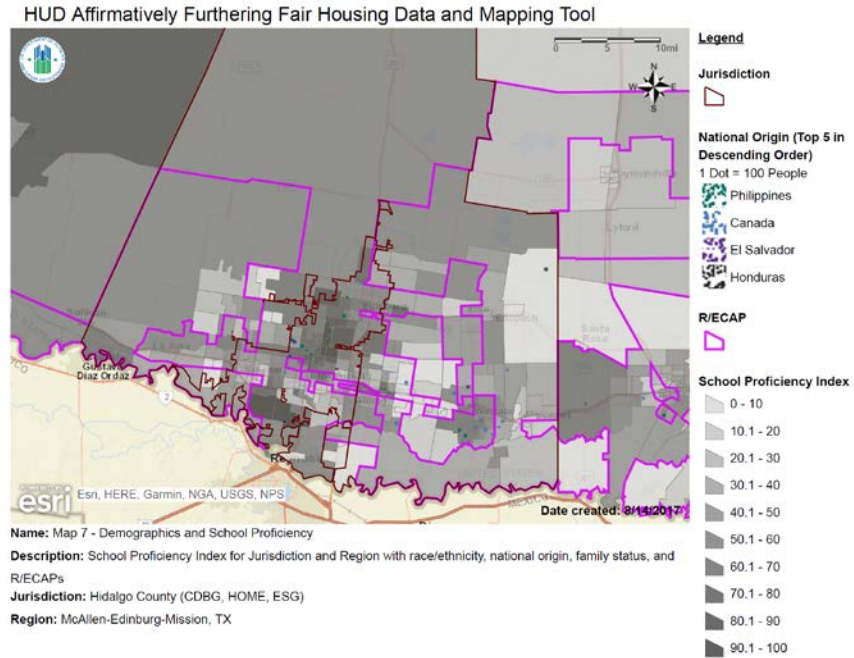 HUD Affirmatively Furthering Fair Housing Data and Mapping Tool
0 5 10mi
N
W E
S
Legend
Jurisdiction
National Origin (Top 5 in
Descending Order)
1 Dot = 100 People
Philippines
Canada
El Salvador
Honduras
R/ECAP
School Proficiency Index
0 - 10
10.1 - 20
20.1 - 30
30.1 - 40
40.1 - 50
50.1 - 60
60.1 - 70
70.1 - 80
80.1 - 90
90.1 - 100
Lyford
Santa
Rosa
Gustavo
Diaz Ordaz
2
MEXICO
POWERED BY
esri
Esri, HERE, Garmin, NGA, USGS, NPS
Date created: 8/14/2017
Name: Map 7 - Demographics and School Proficiency
Description: School Proficiency Index for Jurisdiction and Region with race/ethnicity, national origin, family status, and
R/ECAPs
Jurisdiction: Hidalgo County (CDBG, HOME, ESG)
Region: McAllen-Edinburg-Mission, TX